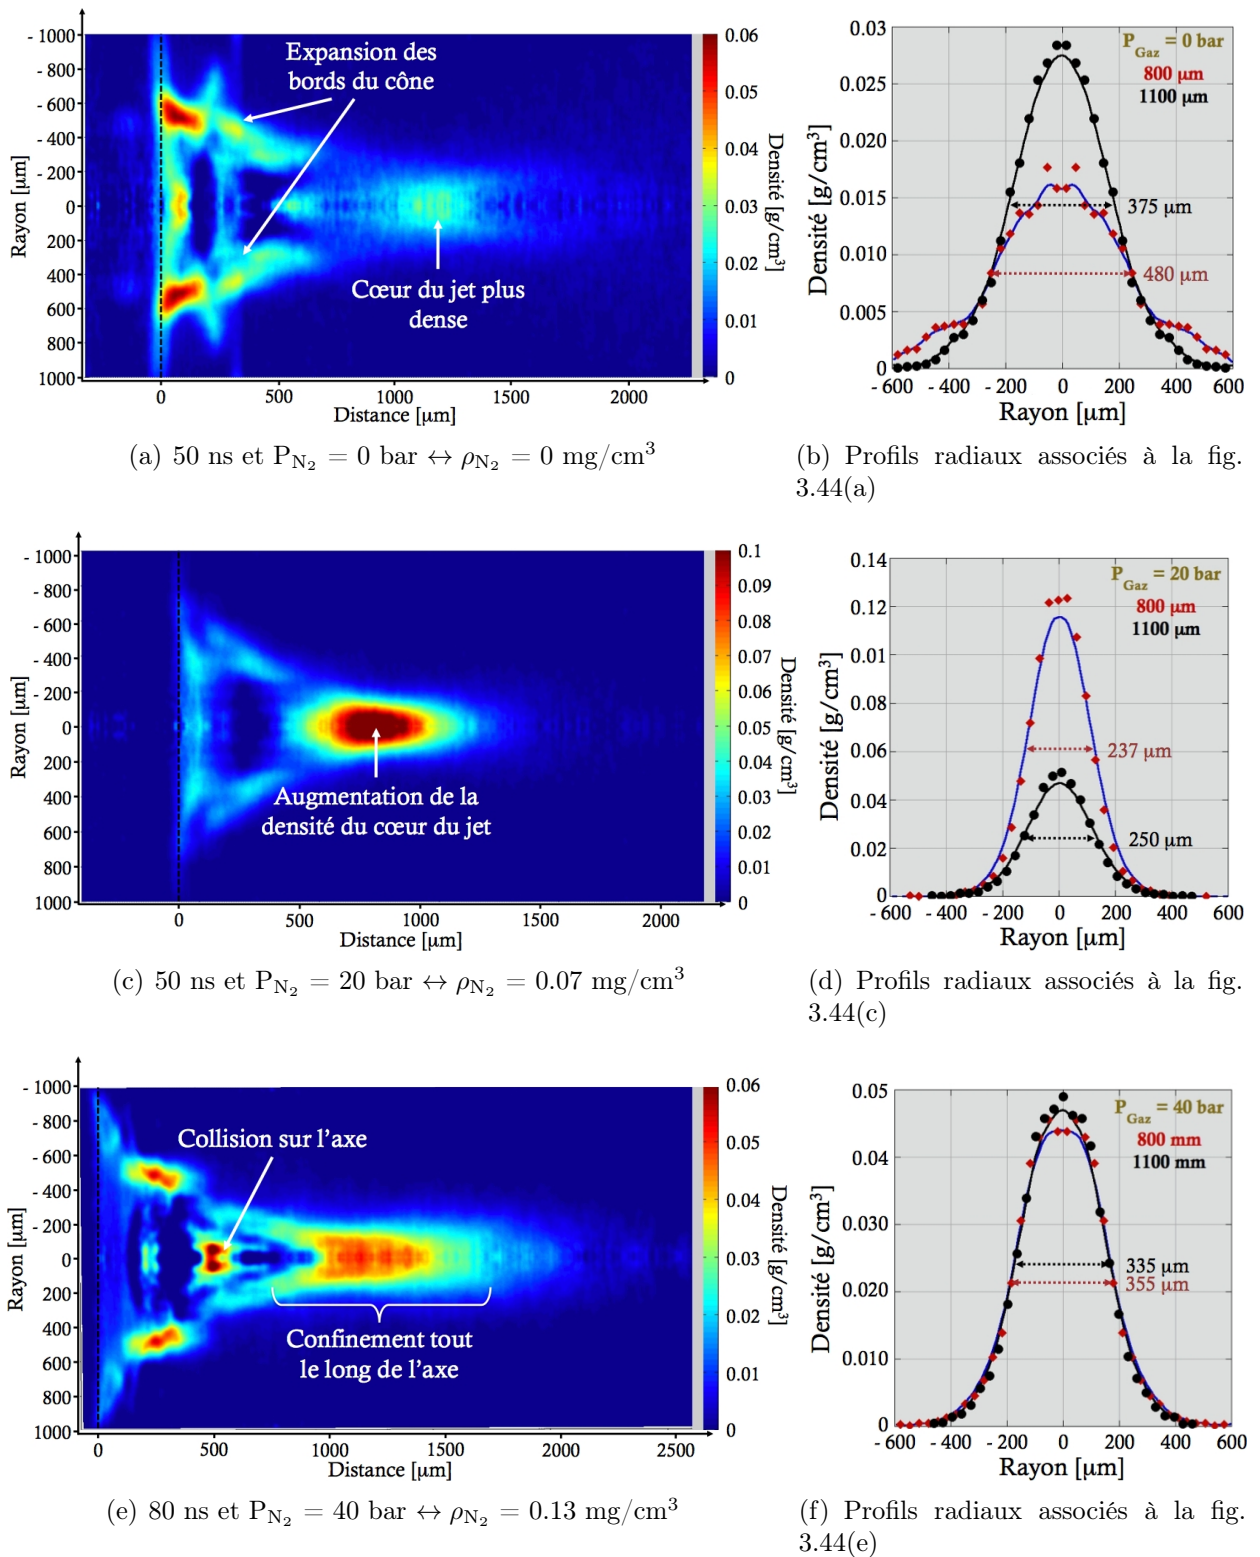 - 1000
- 800
- 600
- 400
- 200
0
200
400
600
800
1000
Rayon [µm]
Expansion des
bords du cône
Cœur du jet plus
dense
0
500
1000
1500
2000
Distance [µm]
0.06
0.05
0.04
0.03
0.02
0.01
0
Densité [g/cm³]
(a) 50 ns et P_N₂ = 0 bar ↔ ρ_N₂ = 0 mg/cm³
0.03
0.025
0.020
0.015
0.010
0.005
0
Densité [g/cm³]
P_Gaz = 0 bar
800 µm
1100 µm
375 µm
480 µm
- 600 - 400 - 200 0 200 400 600
Rayon [µm]
(b) Profils radiaux associés à la fig.
3.44(a)
- 1000
- 800
- 600
- 400
- 200
0
200
400
600
800
1000
Rayon [µm]
Augmentation de la
densité du cœur du jet
0
500
1000
1500
2000
Distance [µm]
0.1
0.09
0.08
0.07
0.06
0.05
0.04
0.03
0.02
0.01
0
Densité [g/cm³]
(c) 50 ns et P_N₂ = 20 bar ↔ ρ_N₂ = 0.07 mg/cm³
0.14
0.12
0.01
0.08
0.06
0.04
0.02
0
Densité [g/cm³]
P_Gaz = 20 bar
800 µm
1100 µm
237 µm
250 µm
- 600 - 400 - 200 0 200 400 600
Rayon [µm]
(d) Profils radiaux associés à la fig.
3.44(c)
- 1000
- 800
- 600
- 400
- 200
0
200
400
600
800
1000
Rayon [µm]
Collision sur l'axe
Confinement tout
le long de l'axe
0
500
1000
1500
2000
2500
Distance [µm]
0.06
0.05
0.04
0.03
0.02
0.01
0
Densité [g/cm³]
(e) 80 ns et P_N₂ = 40 bar ↔ ρ_N₂ = 0.13 mg/cm³
0.05
0.04
0.030
0.020
0.010
0
Densité [g/cm³]
P_Gaz = 40 bar
800 mm
1100 mm
335 µm
355 µm
- 600 - 400 - 200 0 200 400 600
Rayon [µm]
(f) Profils radiaux associés à la fig.
3.44(e)